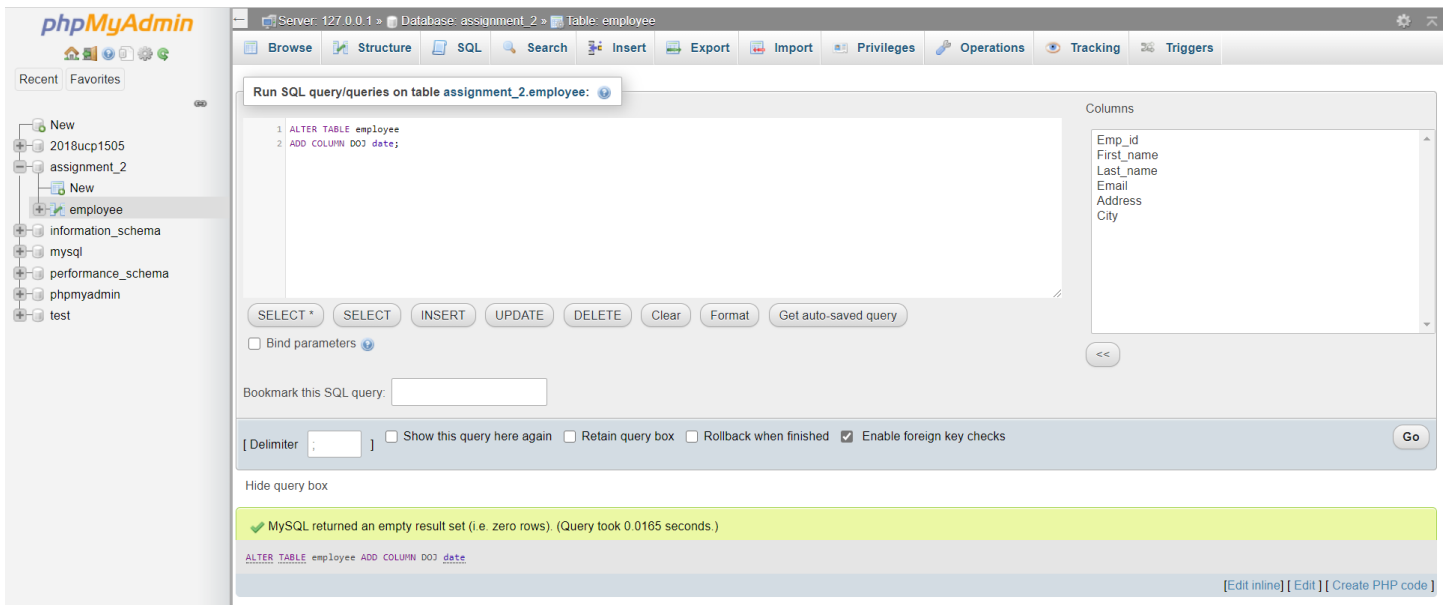 phpMyAdmin
Recent Favorites
New
2018ucp1505
assignment_2
New
employee
information_schema
mysql
performance_schema
phpmyadmin
test
Server: 127.0.0.1 » Database: assignment_2 » Table: employee
Browse Structure SQL Search Insert Export Import Privileges Operations Tracking Triggers
Run SQL query/queries on table assignment_2.employee:
1 ALTER TABLE employee
2 ADD COLUMN DOJ date;
Columns
Emp_id
First_name
Last_name
Email
Address
City
SELECT * SELECT INSERT UPDATE DELETE Clear Format Get auto-saved query
<<
Bind parameters
Bookmark this SQL query:
[ Delimiter ; ] Show this query here again Retain query box Rollback when finished Enable foreign key checks Go
Hide query box
MySQL returned an empty result set (i.e. zero rows). (Query took 0.0165 seconds.)
ALTER TABLE employee ADD COLUMN DOJ date
[Edit inline] [ Edit ] [ Create PHP code ]